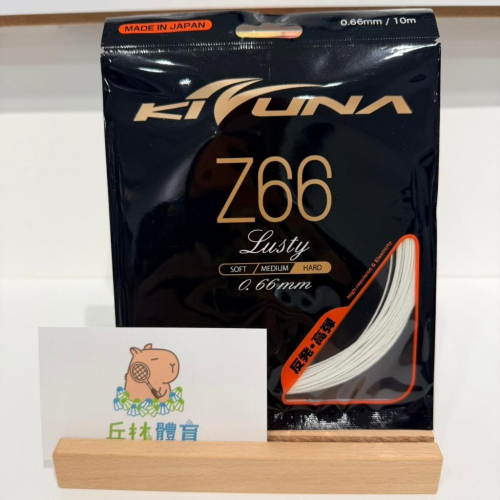 MADE IN JAPAN
0.66mm / 10m
KIZUNA
Z66
Lusty
SOFT MEDIUM HARD
0.66mm
反発・高弾
乒林體育